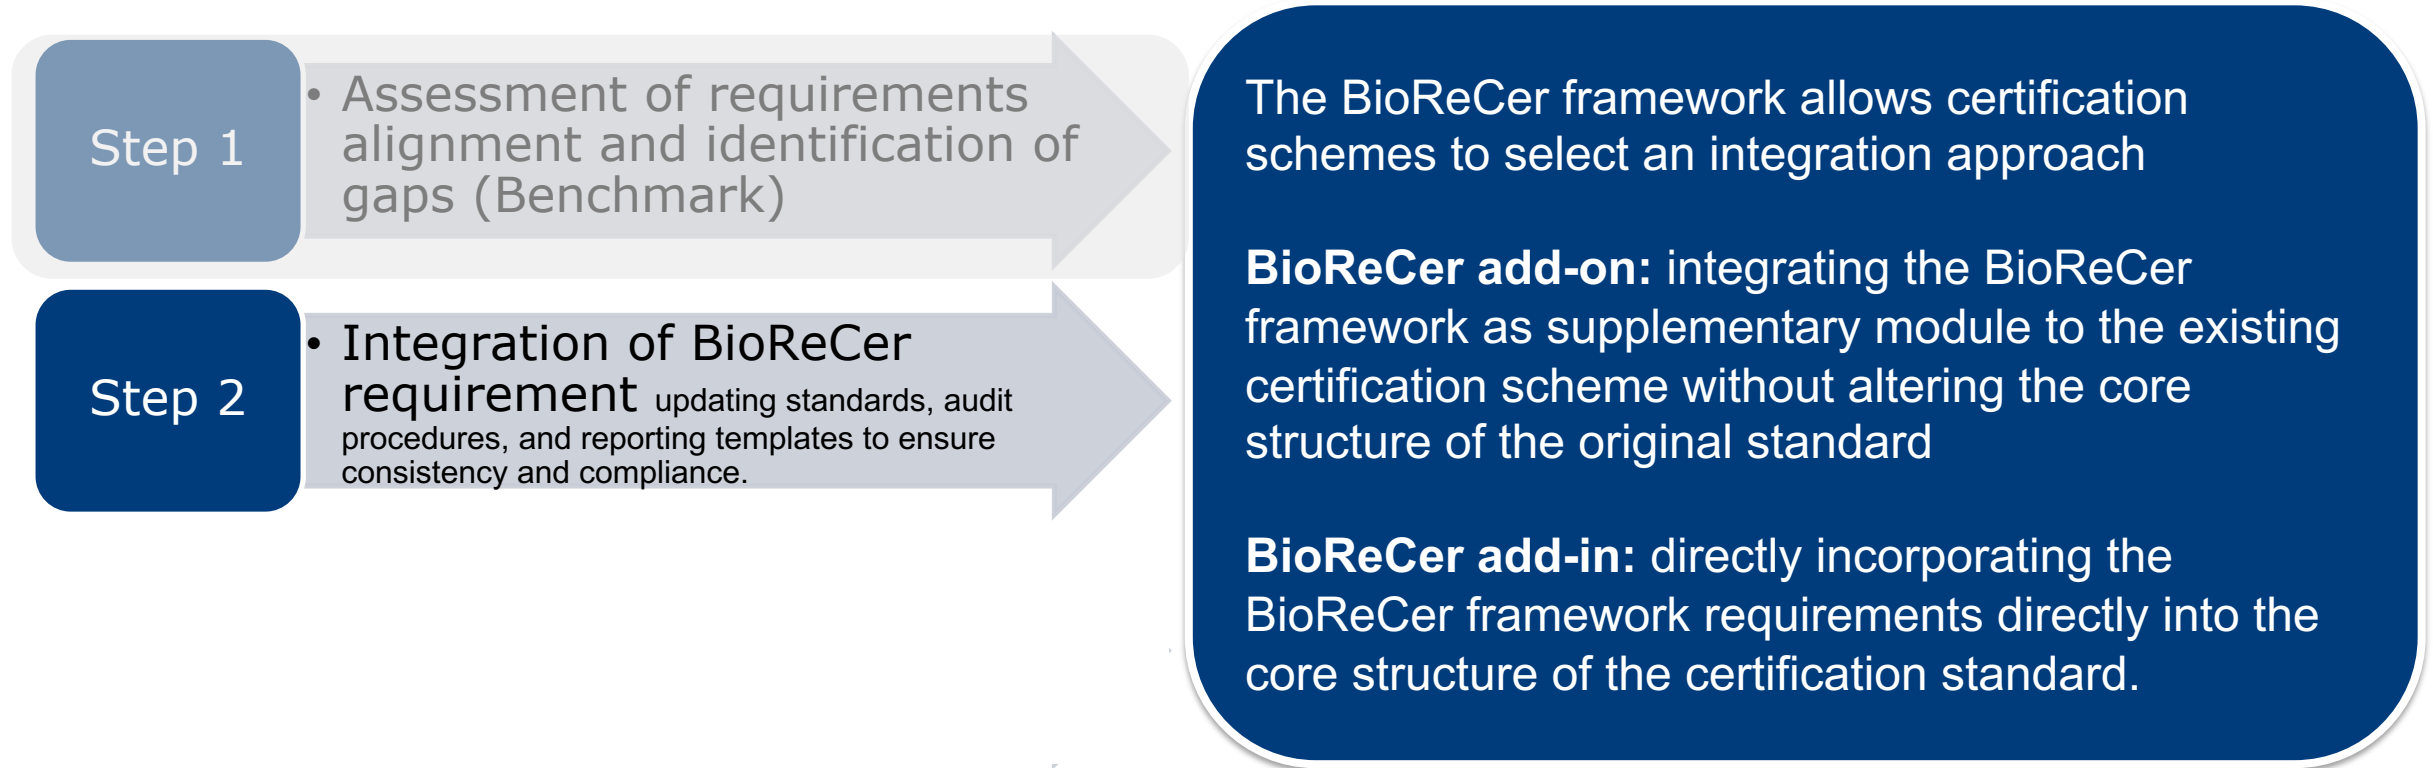 Step 1
• Assessment of requirements
alignment and identification of
gaps (Benchmark)
Step 2
• Integration of BioReCer
requirement updating standards, audit
procedures, and reporting templates to ensure
consistency and compliance.
The BioReCer framework allows certification
schemes to select an integration approach
BioReCer add-on: integrating the BioReCer
framework as supplementary module to the existing
certification scheme without altering the core
structure of the original standard
BioReCer add-in: directly incorporating the
BioReCer framework requirements directly into the
core structure of the certification standard.